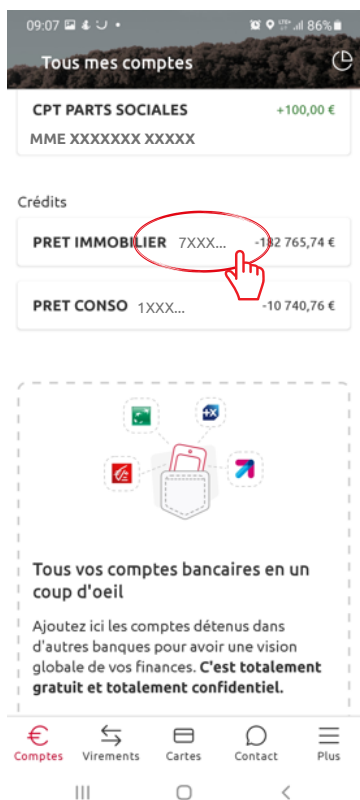 09:07 86%
Tous mes comptes
CPT PARTS SOCIALES +100,00 €
MME XXXXXXX XXXXX
Crédits
PRET IMMOBILIER 7XXX... -182 765,74 €
PRET CONSO 1XXX... -10 740,76 €
Tous vos comptes bancaires en un
coup d'oeil
Ajoutez ici les comptes détenus dans
d'autres banques pour avoir une vision
globale de vos finances. C'est totalement
gratuit et totalement confidentiel.
Comptes Virements Cartes Contact Plus